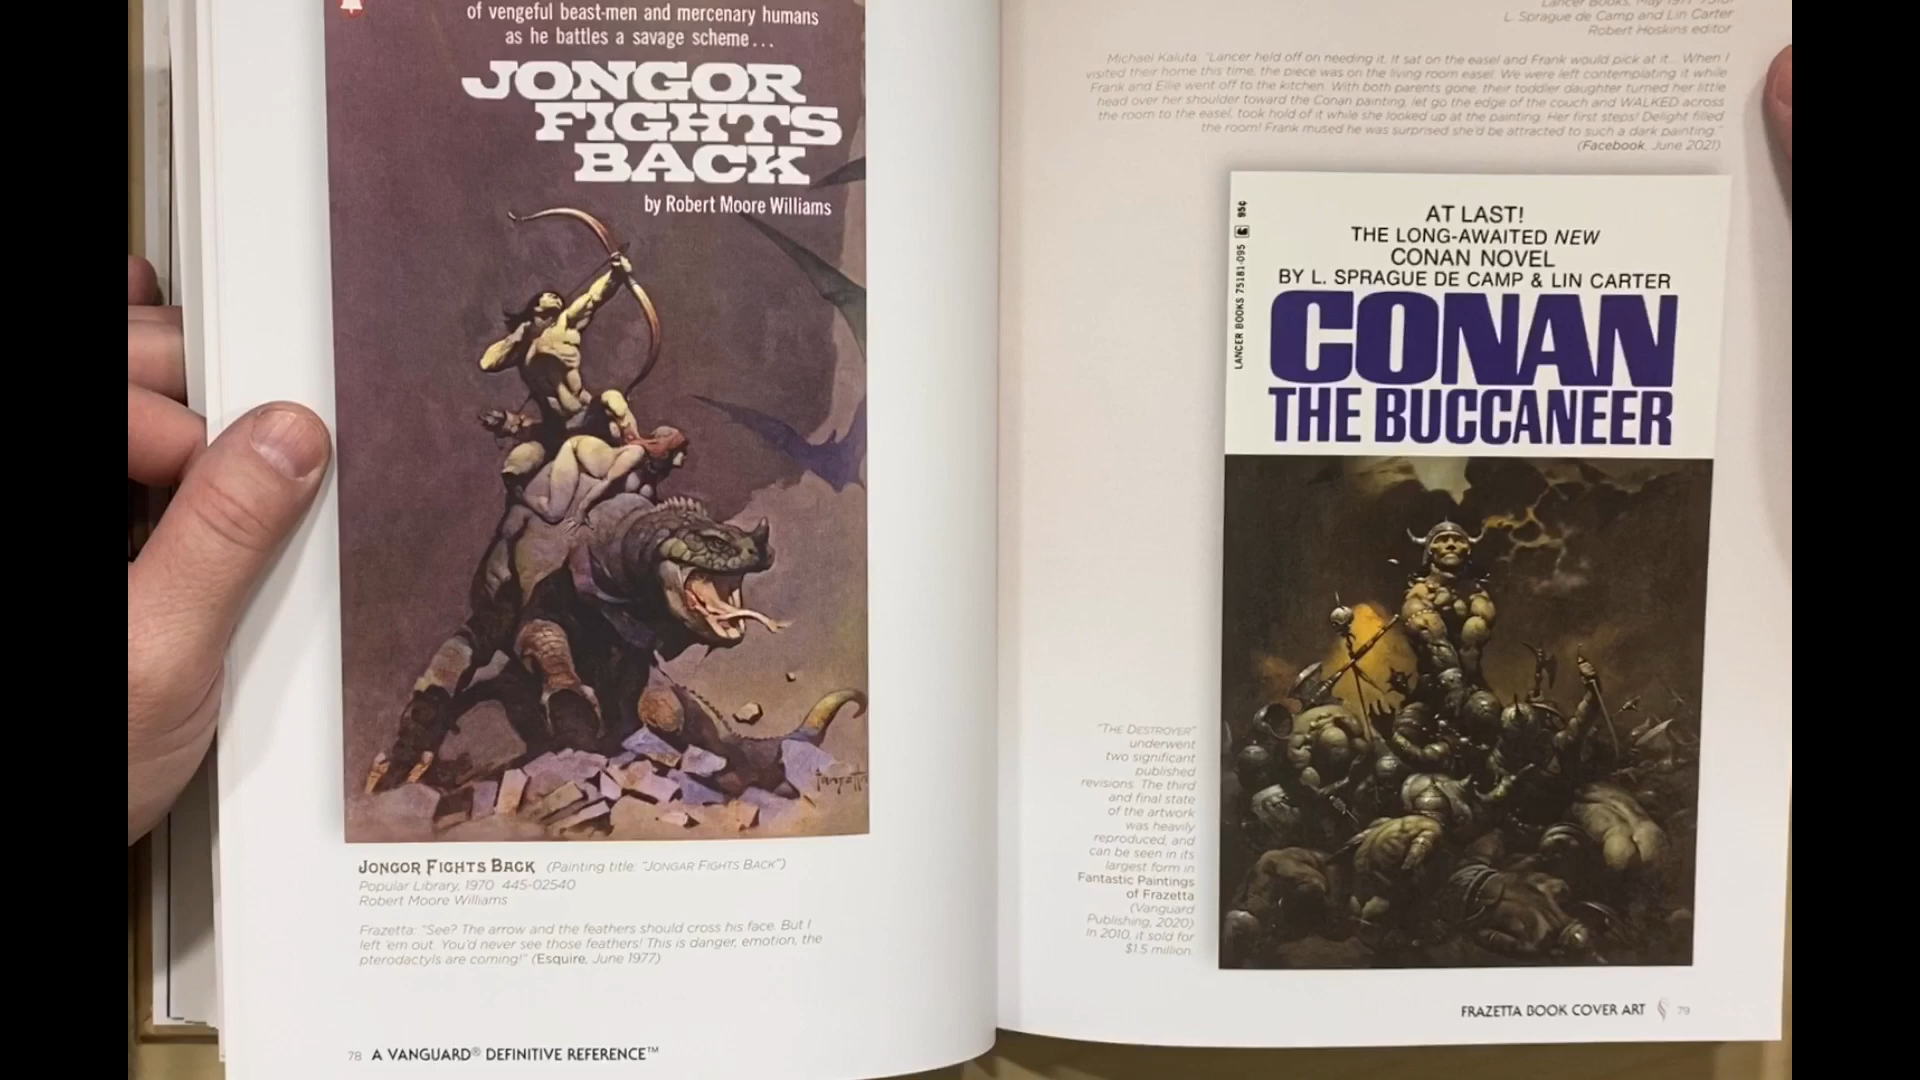 of vengeful beast-men and mercenary humans
as he battles a savage scheme...
JONGOR
FIGHTS
BACK
by Robert Moore Williams
Frazetta
JONGOR FIGHTS BACK (Painting title: "JONGAR FIGHTS BACK")
Popular Library, 1970 445-02540
Robert Moore Williams
Frazetta: "See? The arrow and the feathers should cross his face. But I
left 'em out. You'd never see those feathers! This is danger, emotion, the
pterodactyls are coming!" (Esquire, June 1977)
78 A VANGUARD® DEFINITIVE REFERENCE™
Lancer Books, May 1971
L. Sprague de Camp and Lin Carter
Robert Hoskins editor
Michael Kaluta: "Lancer held off on needing it. It sat on the easel and Frank would pick at it... When I
visited their home this time, the piece was on the living room easel. We were left contemplating it while
Frank and Ellie went off to the kitchen. With both parents gone, their toddler daughter turned her little
head over her shoulder toward the Conan painting, let go the edge of the couch and WALKED across
the room to the easel, took hold of it while she looked up at the painting. Her first steps! Delight filled
the room! Frank mused he was surprised she'd be attracted to such a dark painting."
(Facebook, June 2021)
LANCER BOOKS 75181-095 95¢
AT LAST!
THE LONG-AWAITED NEW
CONAN NOVEL
BY L. SPRAGUE DE CAMP & LIN CARTER
CONAN
THE BUCCANEER
"THE DESTROYER"
underwent
two significant
published
revisions. The third
and final state
of the artwork
was heavily
reproduced, and
can be seen in its
largest form in
Fantastic Paintings
of Frazetta
(Vanguard
Publishing, 2020)
In 2010, it sold for
$1.5 million.
FRAZETTA BOOK COVER ART 79